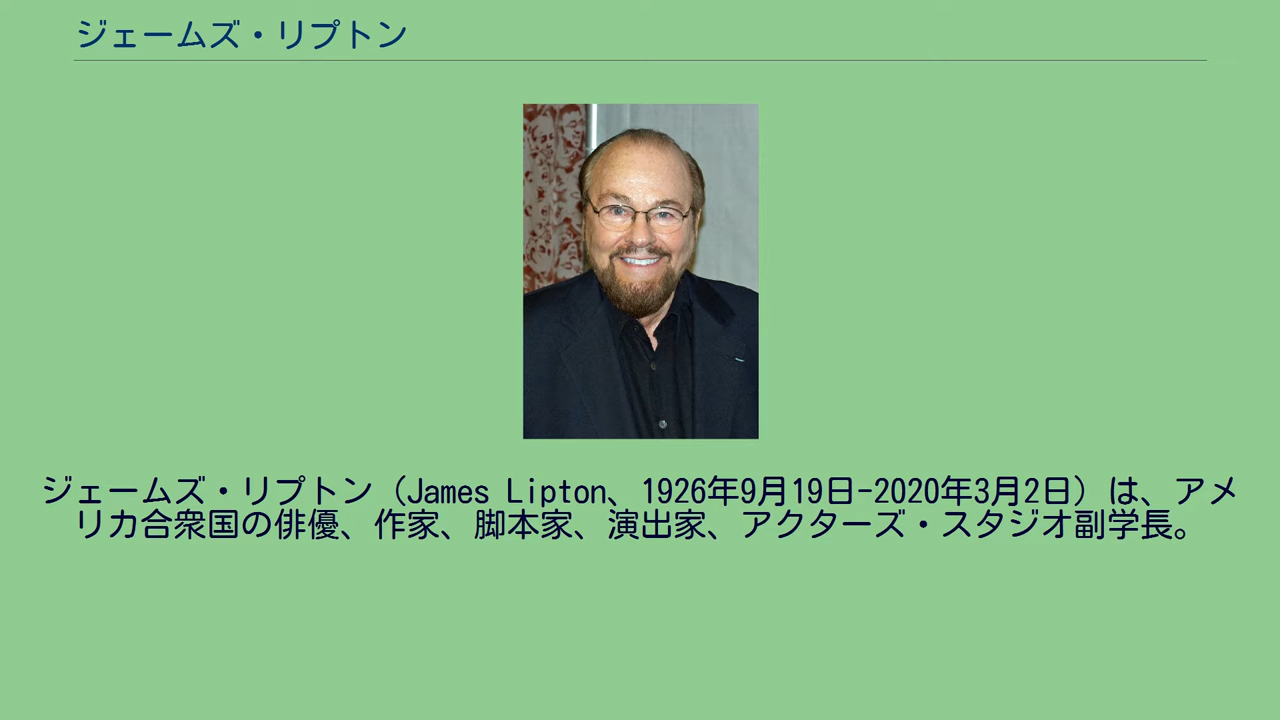 ジェームズ・リプトン
ジェームズ・リプトン（James Lipton、1926年9月19日-2020年3月2日）は、アメ
リカ合衆国の俳優、作家、脚本家、演出家、アクターズ・スタジオ副学長。